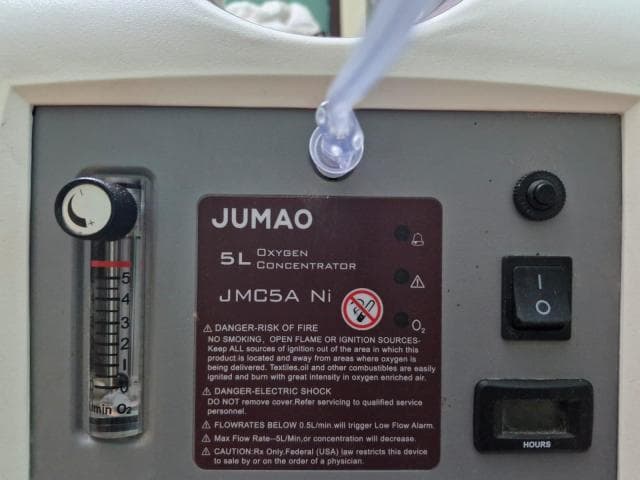 JUMAO
5L OXYGEN
CONCENTRATOR
JMC5A Ni
O₂
⚠ DANGER-RISK OF FIRE
NO SMOKING, OPEN FLAME OR IGNITION SOURCES-
Keep ALL sources of ignition out of the area in which this
product is located and away from areas where oxygen is
being delivered. Textiles,oil and other combustibles are easily
ignited and burn with great intensity in oxygen enriched air.
⚠ DANGER-ELECTRIC SHOCK
DO NOT remove cover.Refer servicing to qualified service
personnel.
⚠ FLOWRATES BELOW 0.5L/min.will trigger Low Flow Alarm.
⚠ Max Flow Rate--5L/Min,or concentration will decrease.
⚠ CAUTION:Rx Only.Federal (USA) law restricts this device
to sale by or on the order of a physician.
5
4
3
2
1
0
/min O₂
I
O
HOURS